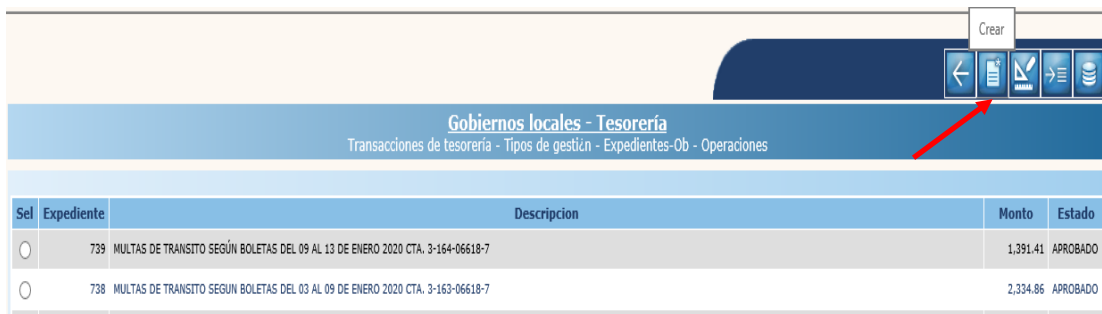 Crear
Gobiernos locales - Tesorería
Transacciones de tesorería - Tipos de gestiَn - Expedientes-Ob - Operaciones
Sel Expediente Descripcion Monto Estado
739 MULTAS DE TRANSITO SEGÚN BOLETAS DEL 09 AL 13 DE ENERO 2020 CTA. 3-164-06618-7 1,391.41 APROBADO
738 MULTAS DE TRANSITO SEGUN BOLETAS DEL 03 AL 09 DE ENERO 2020 CTA. 3-163-06618-7 2,334.86 APROBADO